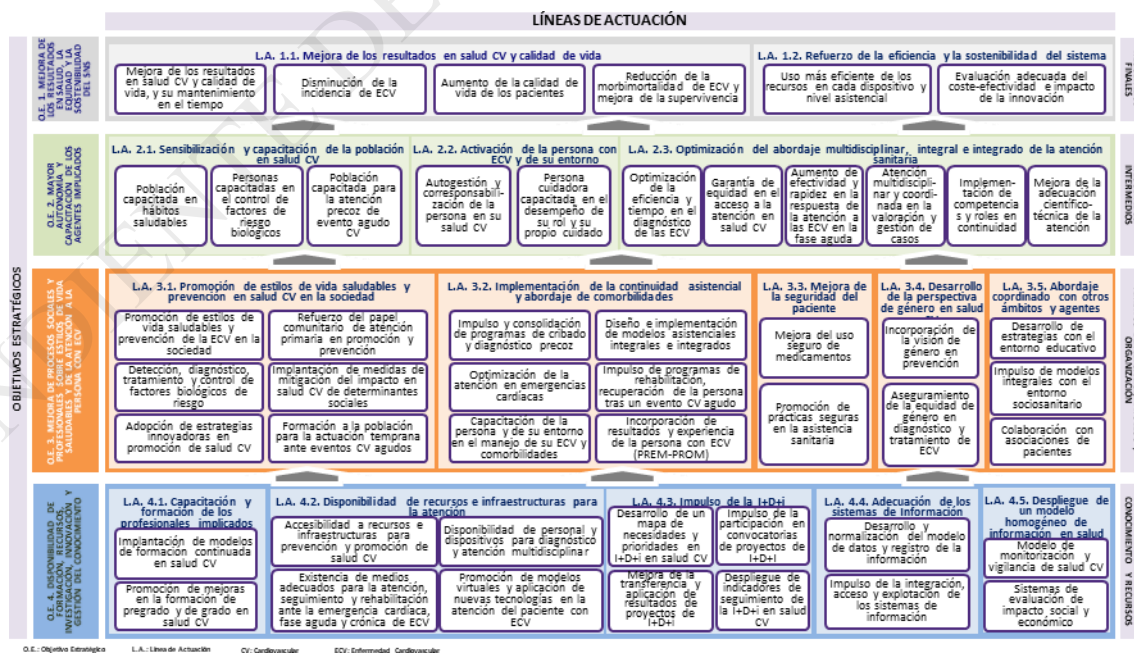 LÍNEAS DE ACTUACIÓN
OBJETIVOS ESTRATÉGICOS
O.E. 1. MEJORA DE
LOS RESULTADOS
EN SALUD, LA
EQUIDAD Y LA
SOSTENIBILIDAD
DEL SNS
L.A. 1.1. Mejora de los resultados en salud CV y calidad de vida
Mejora de los resultados
en salud CV y calidad de
vida, y su mantenimiento
en el tiempo
Disminución de la
incidencia de ECV
Aumento de la calidad de
vida de los pacientes
Reducción de la
morbimortalidad de ECV y
mejora de la supervivencia
L.A. 1.2. Refuerzo de la eficiencia y la sostenibilidad del sistema
Uso más eficiente de los
recursos en cada dispositivo y
nivel asistencial
Evaluación adecuada del
coste-efectividad e impacto
de la innovación
FINALES
O.E. 2. MAYOR
AUTONOMÍA Y
CAPACITACIÓN DE LOS
AGENTES IMPLICADOS
L.A. 2.1. Sensibilización y capacitación de la población
en salud CV
Población
capacitada en
hábitos
saludables
Personas
capacitadas en
el control de
factores de
riesgo
biológicos
Población
capacitada para
la atención
precoz de
evento agudo
CV
L.A. 2.2. Activación de la persona con
ECV y de su entorno
Autogestión y
corresponsabili-
zación de la
persona en su
salud CV
Persona
cuidadora
capacitada en el
desempeño de
su rol y su
propio cuidado
L.A. 2.3. Optimización del abordaje multidisciplinar, integral e integrado de la atención
sanitaria
Optimización
de la
eficiencia y
tiempo en el
diagnóstico
de las ECV
Garantía de
equidad en el
acceso a la
atención en
salud CV
Aumento de
efectividad y
rapidez en la
respuesta de
la atención a
las ECV en la
fase aguda
Atención
multidiscipli-
nar y coordi-
nada en la
valoración y
gestión de
casos
Implemen-
tación de
competencia
s y roles en
continuidad
Mejora de la
adecuación
científico-
técnica de la
atención
INTERMEDIOS
O.E. 3. MEJORA DE PROCESOS SOCIALES Y
PROFESIONALES SOBRE ESTILOS DE VIDA
SALUDABLES Y DE LA ATENCIÓN A LA
PERSONA CON ECV
L.A. 3.1. Promoción de estilos de vida saludables y
prevención en salud CV en la sociedad
Promoción de estilos de
vida saludables y
prevención de la ECV en la
sociedad
Refuerzo del papel
comunitario de atención
primaria en promoción y
prevención
Detección, diagnóstico,
tratamiento y control de
factores biológicos de
riesgo
Implantación de medidas de
mitigación del impacto en
salud CV de determinantes
sociales
Adopción de estrategias
innovadoras en
promoción de salud CV
Formación a la población
para la actuación temprana
ante eventos CV agudos
L.A. 3.2. Implementación de la continuidad asistencial
y abordaje de comorbilidades
Impulso y consolidación
de programas de cribado
y diagnóstico precoz
Diseño e implementación
de modelos asistenciales
integrales e integrados
Optimización de la
atención en emergencias
cardíacas
Impulso de programas de
rehabilitación,
recuperación de la persona
tras un evento CV agudo
Capacitación de la
persona y de su entorno
en el manejo de su ECV y
comorbilidades
Incorporación de
resultados y experiencia
de la persona con ECV
(PREM-PROM)
L.A. 3.3. Mejora de
la seguridad del
paciente
Mejora del uso
seguro de
medicamentos
Promoción de
prácticas seguras
en la asistencia
sanitaria
L.A. 3.4. Desarrollo
de la perspectiva
de género en salud
Incorporación de
la visión de
género en
prevención
Aseguramiento
de la equidad de
género en
diagnóstico y
tratamiento de
ECV
L.A. 3.5. Abordaje
coordinado con otros
ámbitos y agentes
Desarrollo de
estrategias con el
entorno educativo
Impulso de modelos
integrales con el
entorno
sociosanitario
Colaboración con
asociaciones de
pacientes
ORGANIZACIÓN
O.E. 4. DISPONIBILIDAD DE
FORMACIÓN, RECURSOS,
INVESTIGACIÓN, INNOVACIÓN Y
GESTIÓN DEL CONOCIMIENTO
L.A. 4.1. Capacitación y
formación de los
profesionales implicados
Implantación de modelos
de formación continuada
en salud CV
Promoción de mejoras
en la formación de
pregrado y de grado en
salud CV
L.A. 4.2. Disponibilidad de recursos e infraestructuras para
la atención
Accesibilidad a recursos e
infraestructuras para
prevención y promoción de
salud CV
Disponibilidad de personal y
dispositivos para diagnóstico
y atención multidisciplinar
Existencia de medios
adecuados para la atención,
seguimiento y rehabilitación
ante la emergencia cardíaca,
fase aguda y crónica de ECV
Promoción de modelos
virtuales y aplicación de
nuevas tecnologías en la
atención del paciente con
ECV
L.A. 4.3. Impulso de la I+D+i
Desarrollo de un
mapa de
necesidades y
prioridades en
I+D+i en salud CV
Impulso de la
participación en
convocatorias
de proyectos de
I+D+I
Mejora de la
transferencia y
aplicación de
resultados de
proyectos de
I+D+i
Despliegue de
indicadores de
seguimiento de
la I+D+i en salud
CV
L.A. 4.4. Adecuación de los
sistemas de Información
Desarrollo y
normalización del modelo
de datos y registro de la
información
Impulso de la integración,
acceso y explotación de
los sistemas de
información
L.A. 4.5. Despliegue de
un modelo
homogéneo de
información en salud
Modelo de
monitorización y
vigilancia de salud CV
Sistemas de
evaluación de
impacto social y
económico
CONOCIMIENTO Y RECURSOS
O.E.: Objetivo Estratégico L.A.: Línea de Actuación CV: Cardiovascular ECV: Enfermedad Cardiovascular